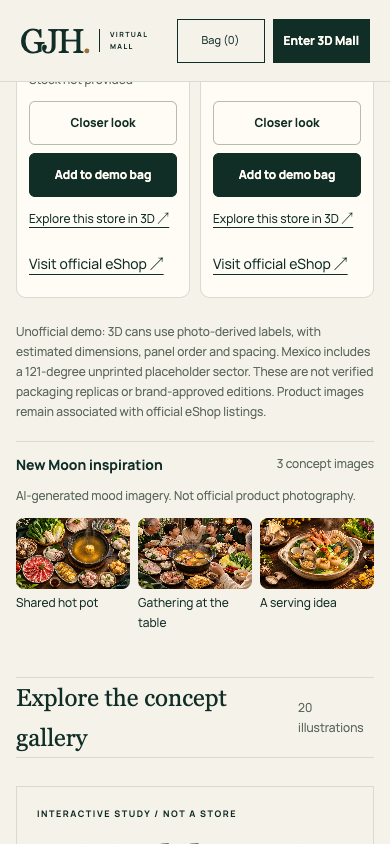 GJH.
VIRTUAL
MALL
Bag (0)
Enter 3D Mall
Stock not provided
Closer look
Closer look
Add to demo bag
Add to demo bag
Explore this store in 3D ↗
Explore this store in 3D ↗
Visit official eShop ↗
Visit official eShop ↗
Unofficial demo: 3D cans use photo-derived labels, with
estimated dimensions, panel order and spacing. Mexico includes
a 121-degree unprinted placeholder sector. These are not verified
packaging replicas or brand-approved editions. Product images
remain associated with official eShop listings.
New Moon inspiration
3 concept images
AI-generated mood imagery. Not official product photography.
Shared hot pot
Gathering at the
table
A serving idea
Explore the concept
gallery
20
illustrations
INTERACTIVE STUDY / NOT A STORE